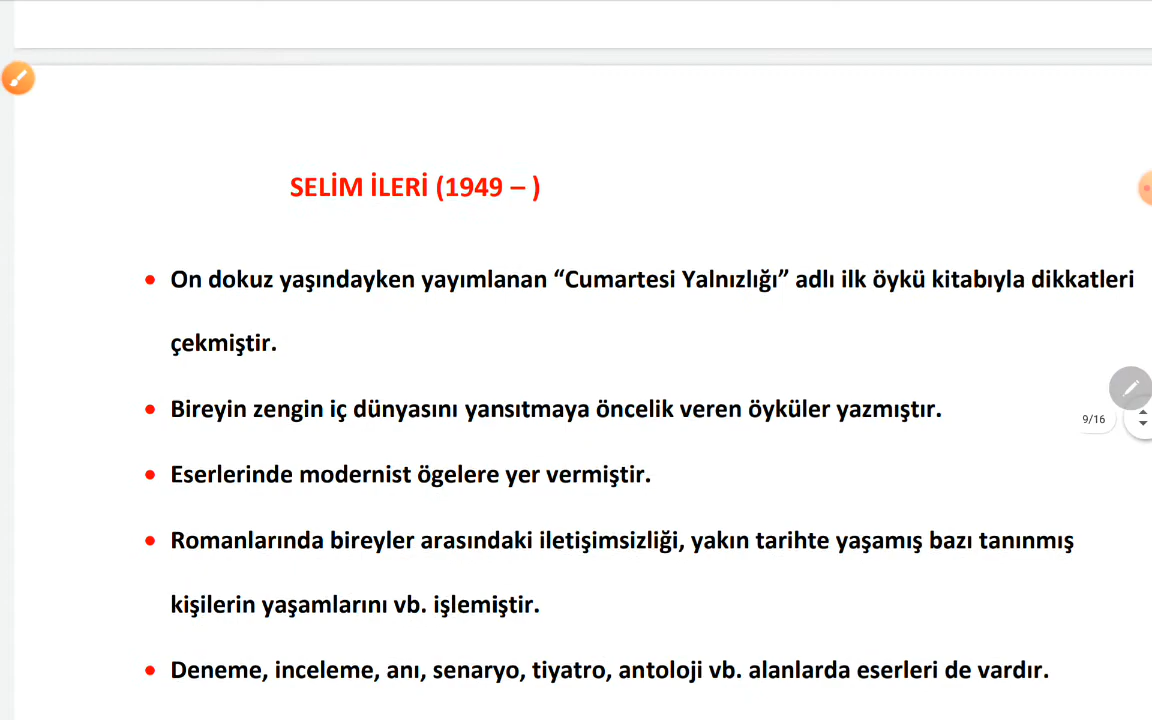 SELİM İLERİ (1949 – )
• On dokuz yaşındayken yayımlanan “Cumartesi Yalnızlığı” adlı ilk öykü kitabıyla dikkatleri
çekmiştir.
• Bireyin zengin iç dünyasını yansıtmaya öncelik veren öyküler yazmıştır.
• Eserlerinde modernist ögelere yer vermiştir.
9/16
• Romanlarında bireyler arasındaki iletişimsizliği, yakın tarihte yaşamış bazı tanınmış
kişilerin yaşamlarını vb. işlemiştir.
• Deneme, inceleme, anı, senaryo, tiyatro, antoloji vb. alanlarda eserleri de vardır.